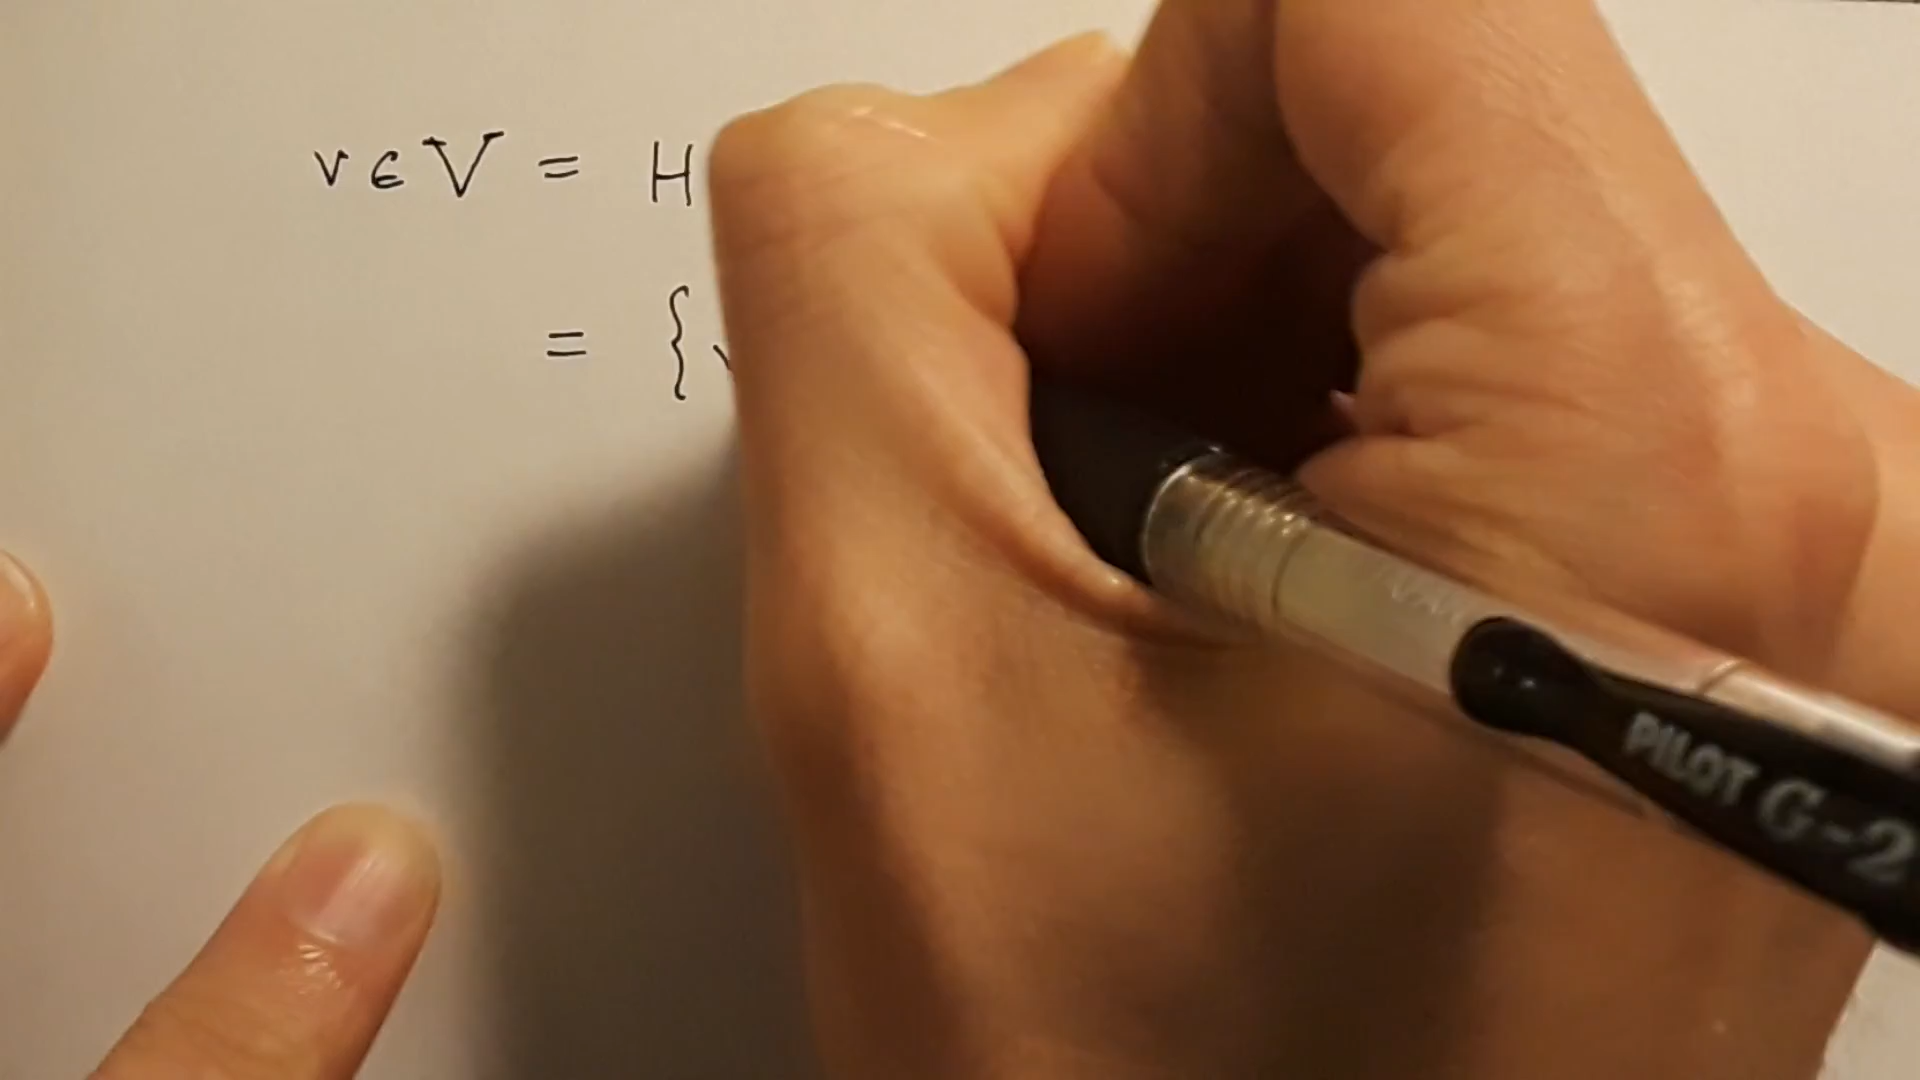 v ∈ V = H
= {v
PILOT G-2